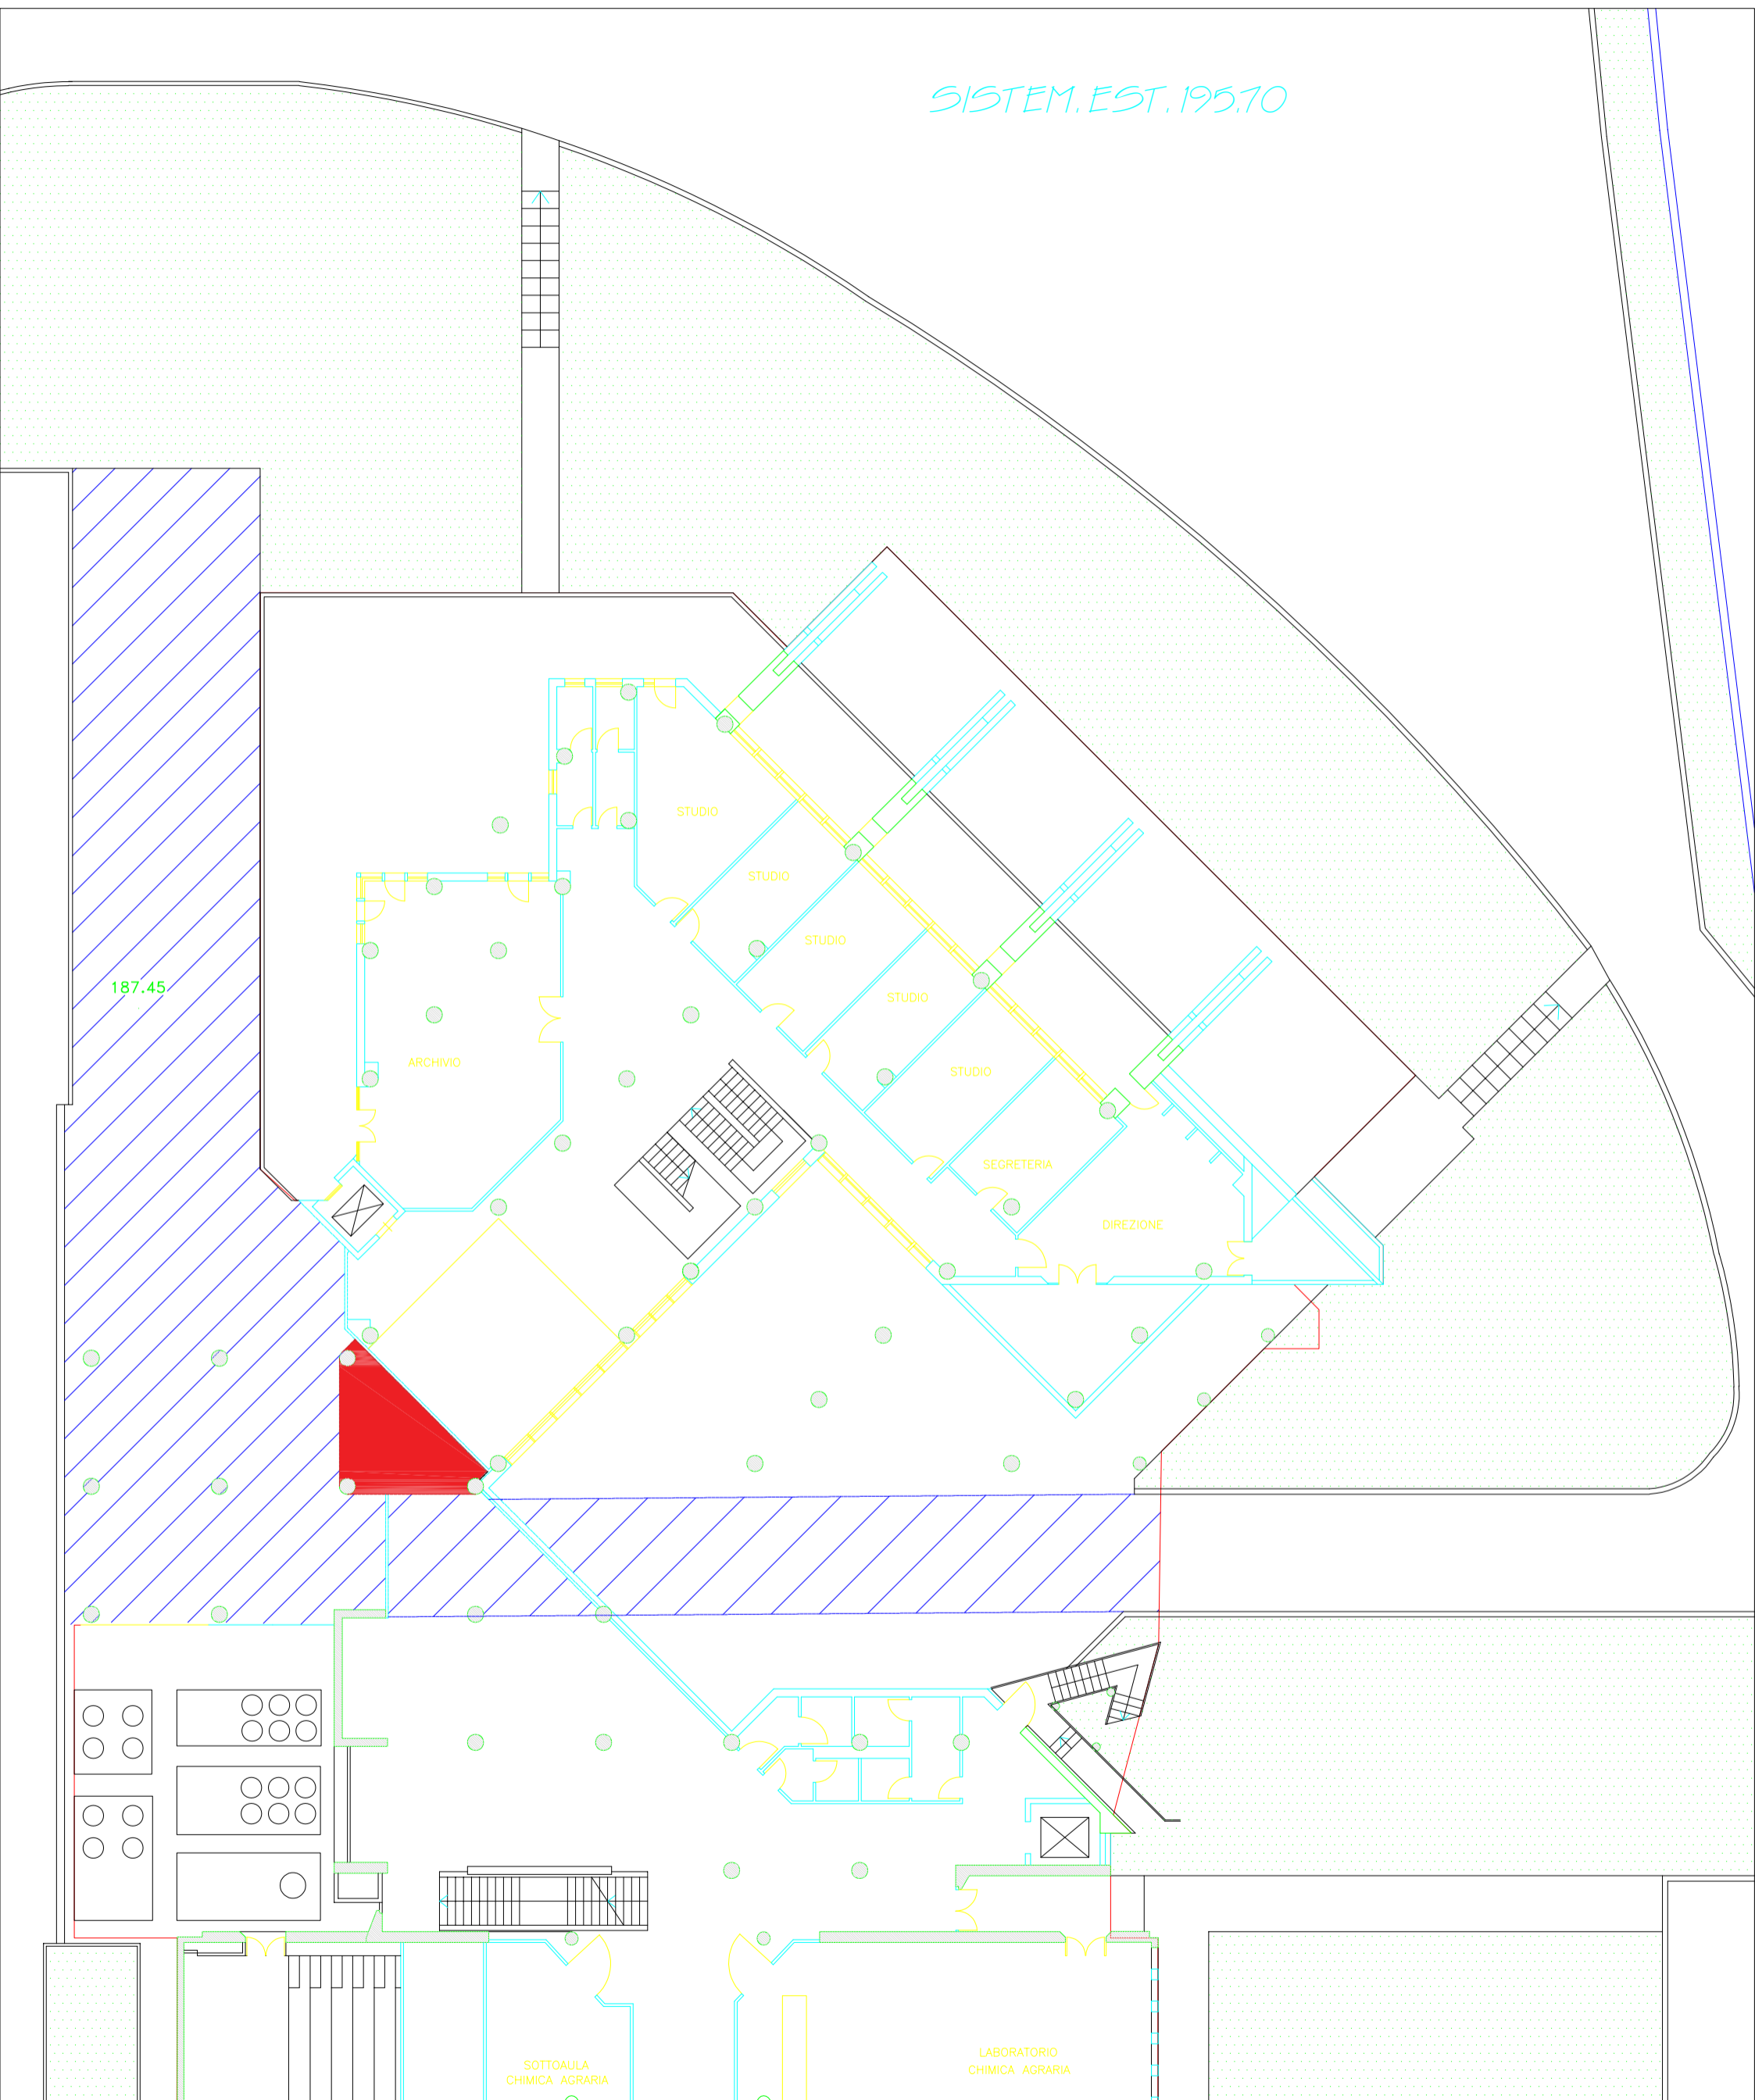 SISTEM. EST. 195.70
STUDIO
STUDIO
STUDIO
187.45
STUDIO
ARCHIVIO
STUDIO
SEGRETERIA
DIREZIONE
LABORATORIO
CHIMICA AGRARIA
SOTTOAULA
CHIMICA AGRARIA